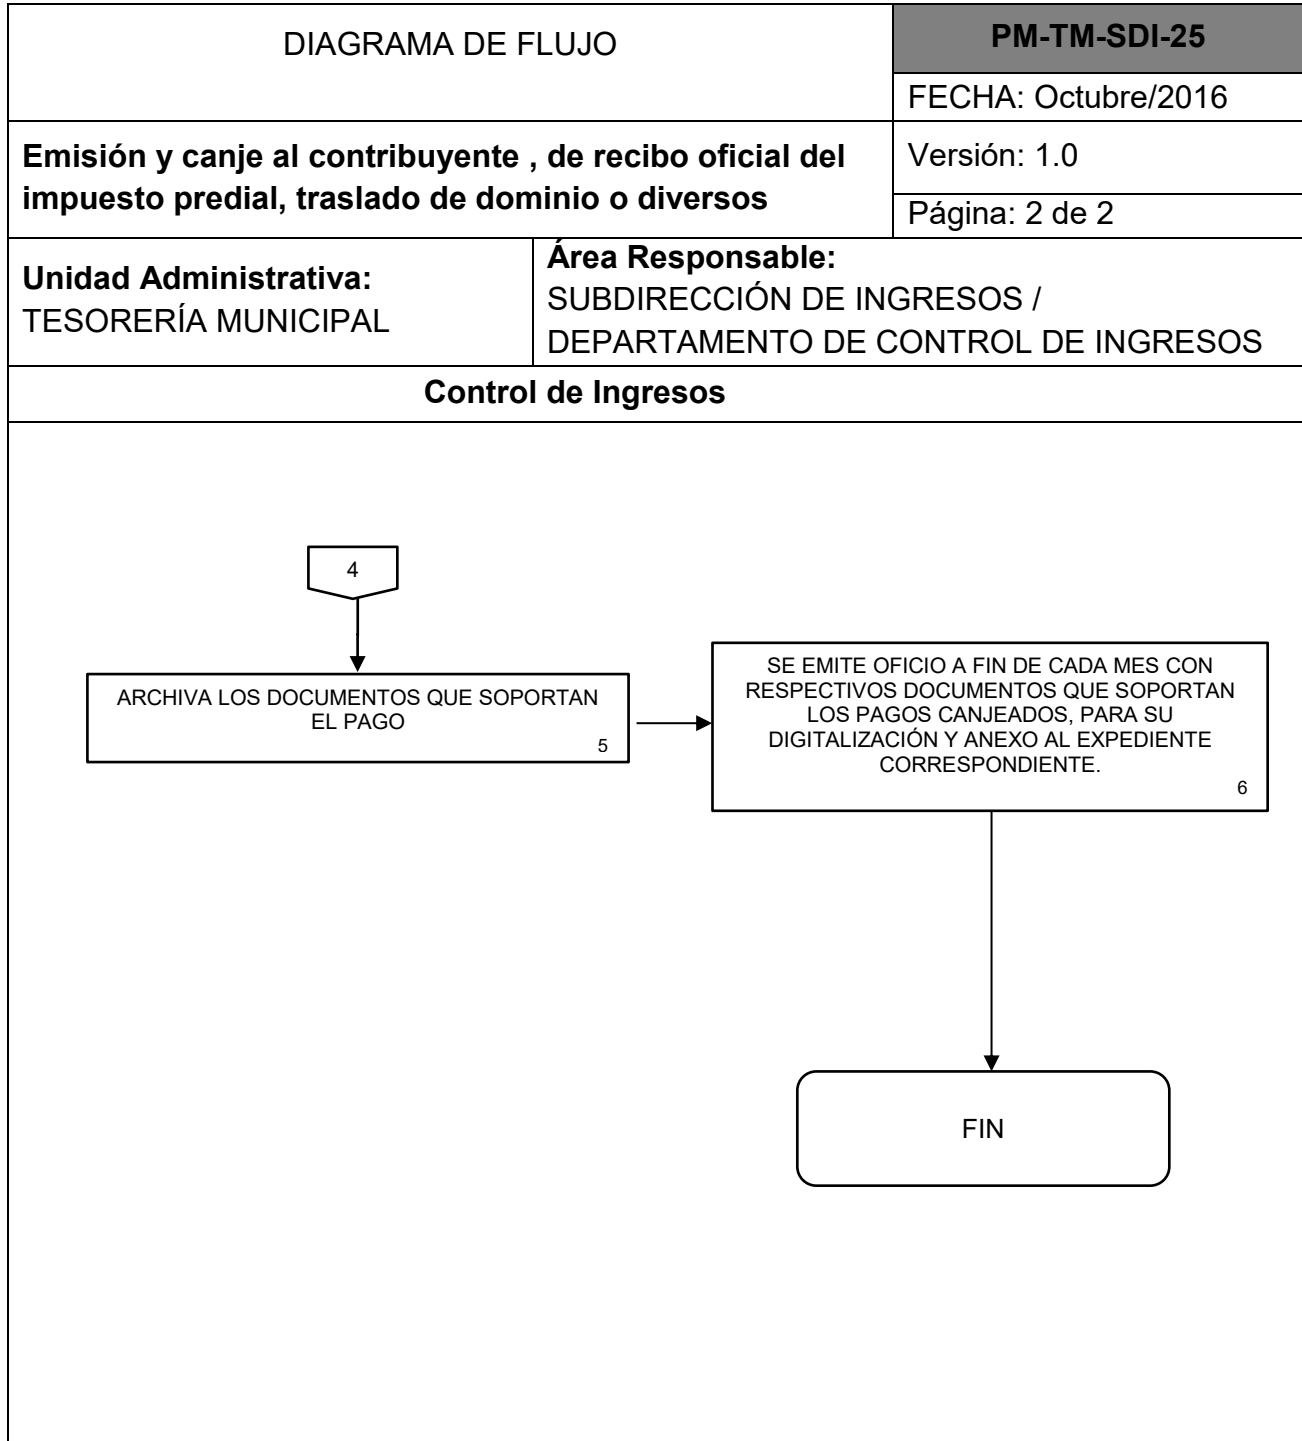 DIAGRAMA DE FLUJO
PM-TM-SDI-25
FECHA: Octubre/2016
Emisión y canje al contribuyente , de recibo oficial del
impuesto predial, traslado de dominio o diversos
Versión: 1.0
Página: 2 de 2
Unidad Administrativa:
TESORERÍA MUNICIPAL
Área Responsable:
SUBDIRECCIÓN DE INGRESOS /
DEPARTAMENTO DE CONTROL DE INGRESOS
Control de Ingresos
4
ARCHIVA LOS DOCUMENTOS QUE SOPORTAN
EL PAGO
5
SE EMITE OFICIO A FIN DE CADA MES CON
RESPECTIVOS DOCUMENTOS QUE SOPORTAN
LOS PAGOS CANJEADOS, PARA SU
DIGITALIZACIÓN Y ANEXO AL EXPEDIENTE
CORRESPONDIENTE.
6
FIN